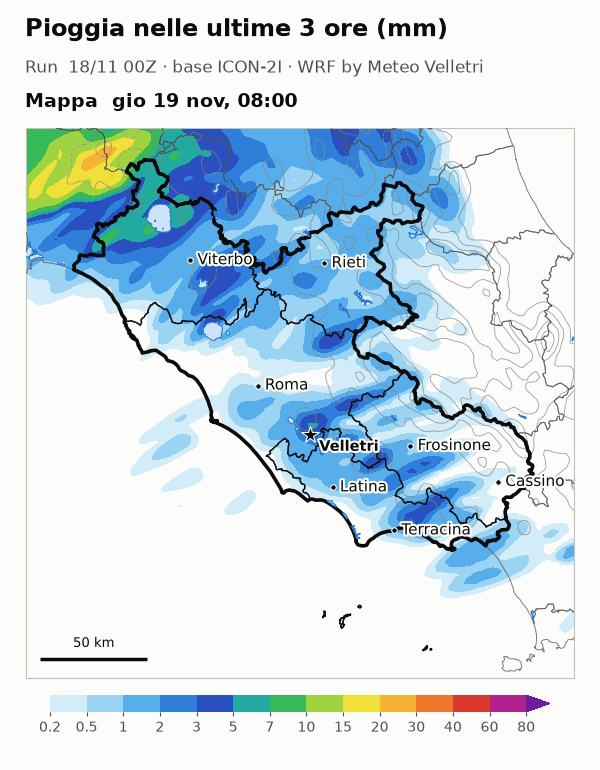 Pioggia nelle ultime 3 ore (mm)
Run  18/11 00Z · base ICON-2I · WRF by Meteo Velletri
Mappa  gio 19 nov, 08:00
Viterbo
Rieti
Roma
Velletri
Frosinone
Latina
Cassino
Terracina
50 km
0.2 0.5 1 2 3 5 7 10 15 20 30 40 60 80